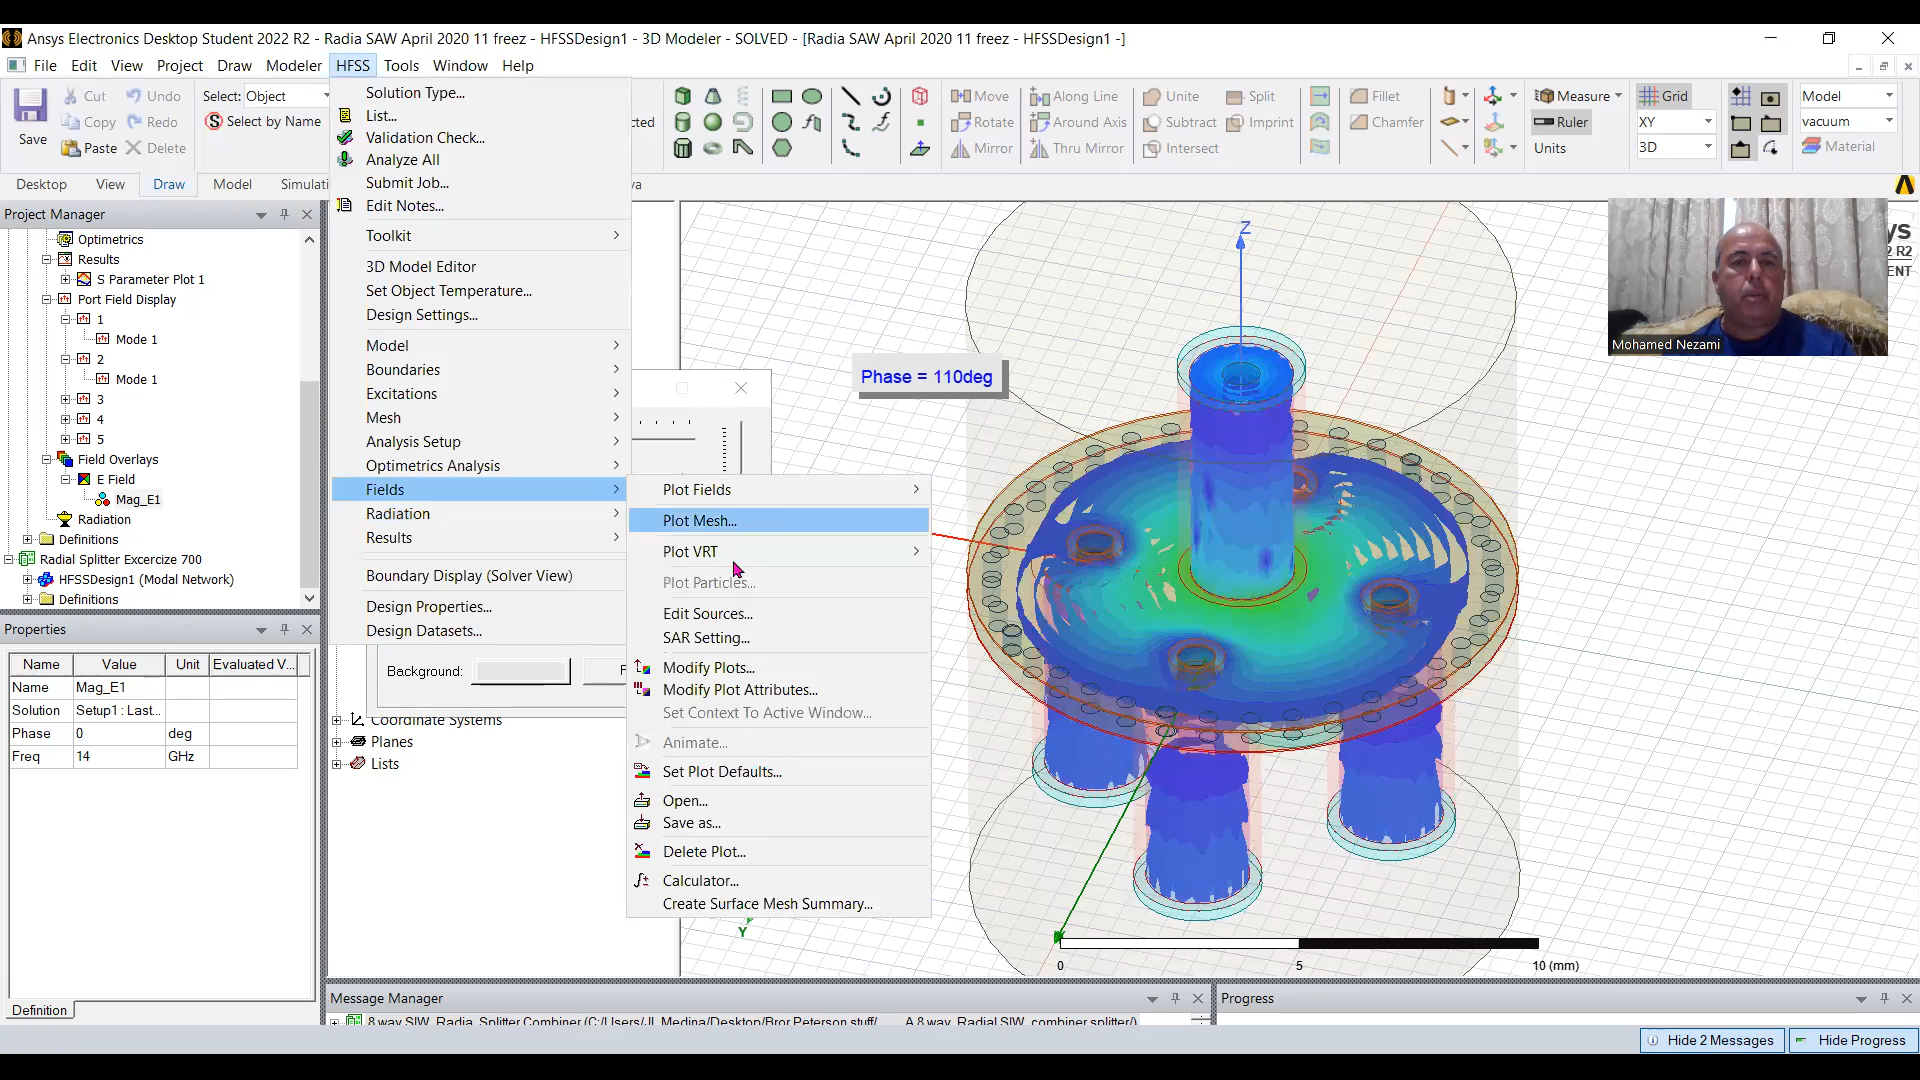 Ansys Electronics Desktop Student 2022 R2 - Radia SAW April 2020 11 freez - HFSSDesign1 - 3D Modeler - SOLVED - [Radia SAW April 2020 11 freez - HFSSDesign1 -]
File Edit View Project Draw Modeler HFSS Tools Window Help
Save
Cut
Copy
Paste
Undo
Redo
Delete
Select: Object
Select by Name
Move
Rotate
Mirror
Along Line
Around Axis
Thru Mirror
Unite
Subtract
Intersect
Split
Imprint
Fillet
Chamfer
Measure
Ruler
Units
Grid
XY
3D
Model
vacuum
Material
Desktop View Draw Model Simulati
Project Manager
Optimetrics
Results
S Parameter Plot 1
Port Field Display
1
Mode 1
2
Mode 1
3
4
5
Field Overlays
E Field
Mag_E1
Radiation
Definitions
Radial Splitter Excercize 700
HFSSDesign1 (Modal Network)
Definitions
Properties
Name Value Unit Evaluated V...
Name Mag_E1
Solution Setup1 : Last...
Phase 0 deg
Freq 14 GHz
Definition
Solution Type...
List...
Validation Check...
Analyze All
Submit Job...
Edit Notes...
Toolkit
3D Model Editor
Set Object Temperature...
Design Settings...
Model
Boundaries
Excitations
Mesh
Analysis Setup
Optimetrics Analysis
Fields
Radiation
Results
Boundary Display (Solver View)
Design Properties...
Design Datasets...
Background:
Coordinate Systems
Planes
Lists
Plot Fields
Plot Mesh...
Plot VRT
Plot Particles...
Edit Sources...
SAR Setting...
Modify Plots...
Modify Plot Attributes...
Set Context To Active Window...
Animate...
Set Plot Defaults...
Open...
Save as...
Delete Plot...
Calculator...
Create Surface Mesh Summary...
Phase = 110deg
Z
Y
0 5 10 (mm)
Mohamed Nezami
Message Manager
Progress
Hide 2 Messages
Hide Progress